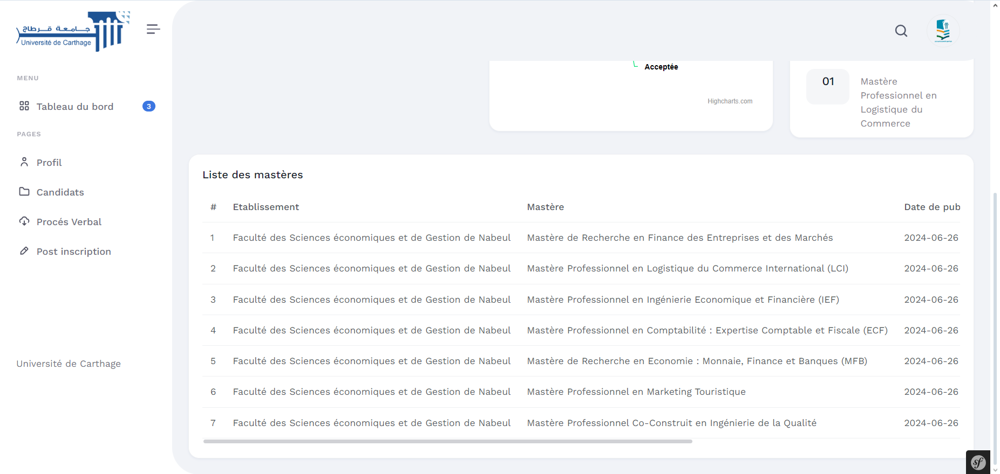 جامعة قرطاج
Université de Carthage
MENU
Tableau du bord 3
PAGES
Profil
Candidats
Procés Verbal
Post inscription
Université de Carthage
Acceptée
Highcharts.com
01
Mastère
Professionnel en
Logistique du
Commerce
Liste des mastères
# Etablissement Mastère Date de pub
1 Faculté des Sciences économiques et de Gestion de Nabeul Mastère de Recherche en Finance des Entreprises et des Marchés 2024-06-26
2 Faculté des Sciences économiques et de Gestion de Nabeul Mastère Professionnel en Logistique du Commerce International (LCI) 2024-06-26
3 Faculté des Sciences économiques et de Gestion de Nabeul Mastère Professionnel en Ingénierie Economique et Financière (IEF) 2024-06-26
4 Faculté des Sciences économiques et de Gestion de Nabeul Mastère Professionnel en Comptabilité : Expertise Comptable et Fiscale (ECF) 2024-06-26
5 Faculté des Sciences économiques et de Gestion de Nabeul Mastère de Recherche en Economie : Monnaie, Finance et Banques (MFB) 2024-06-26
6 Faculté des Sciences économiques et de Gestion de Nabeul Mastère Professionnel en Marketing Touristique 2024-06-26
7 Faculté des Sciences économiques et de Gestion de Nabeul Mastère Professionnel Co-Construit en Ingénierie de la Qualité 2024-06-26
sf